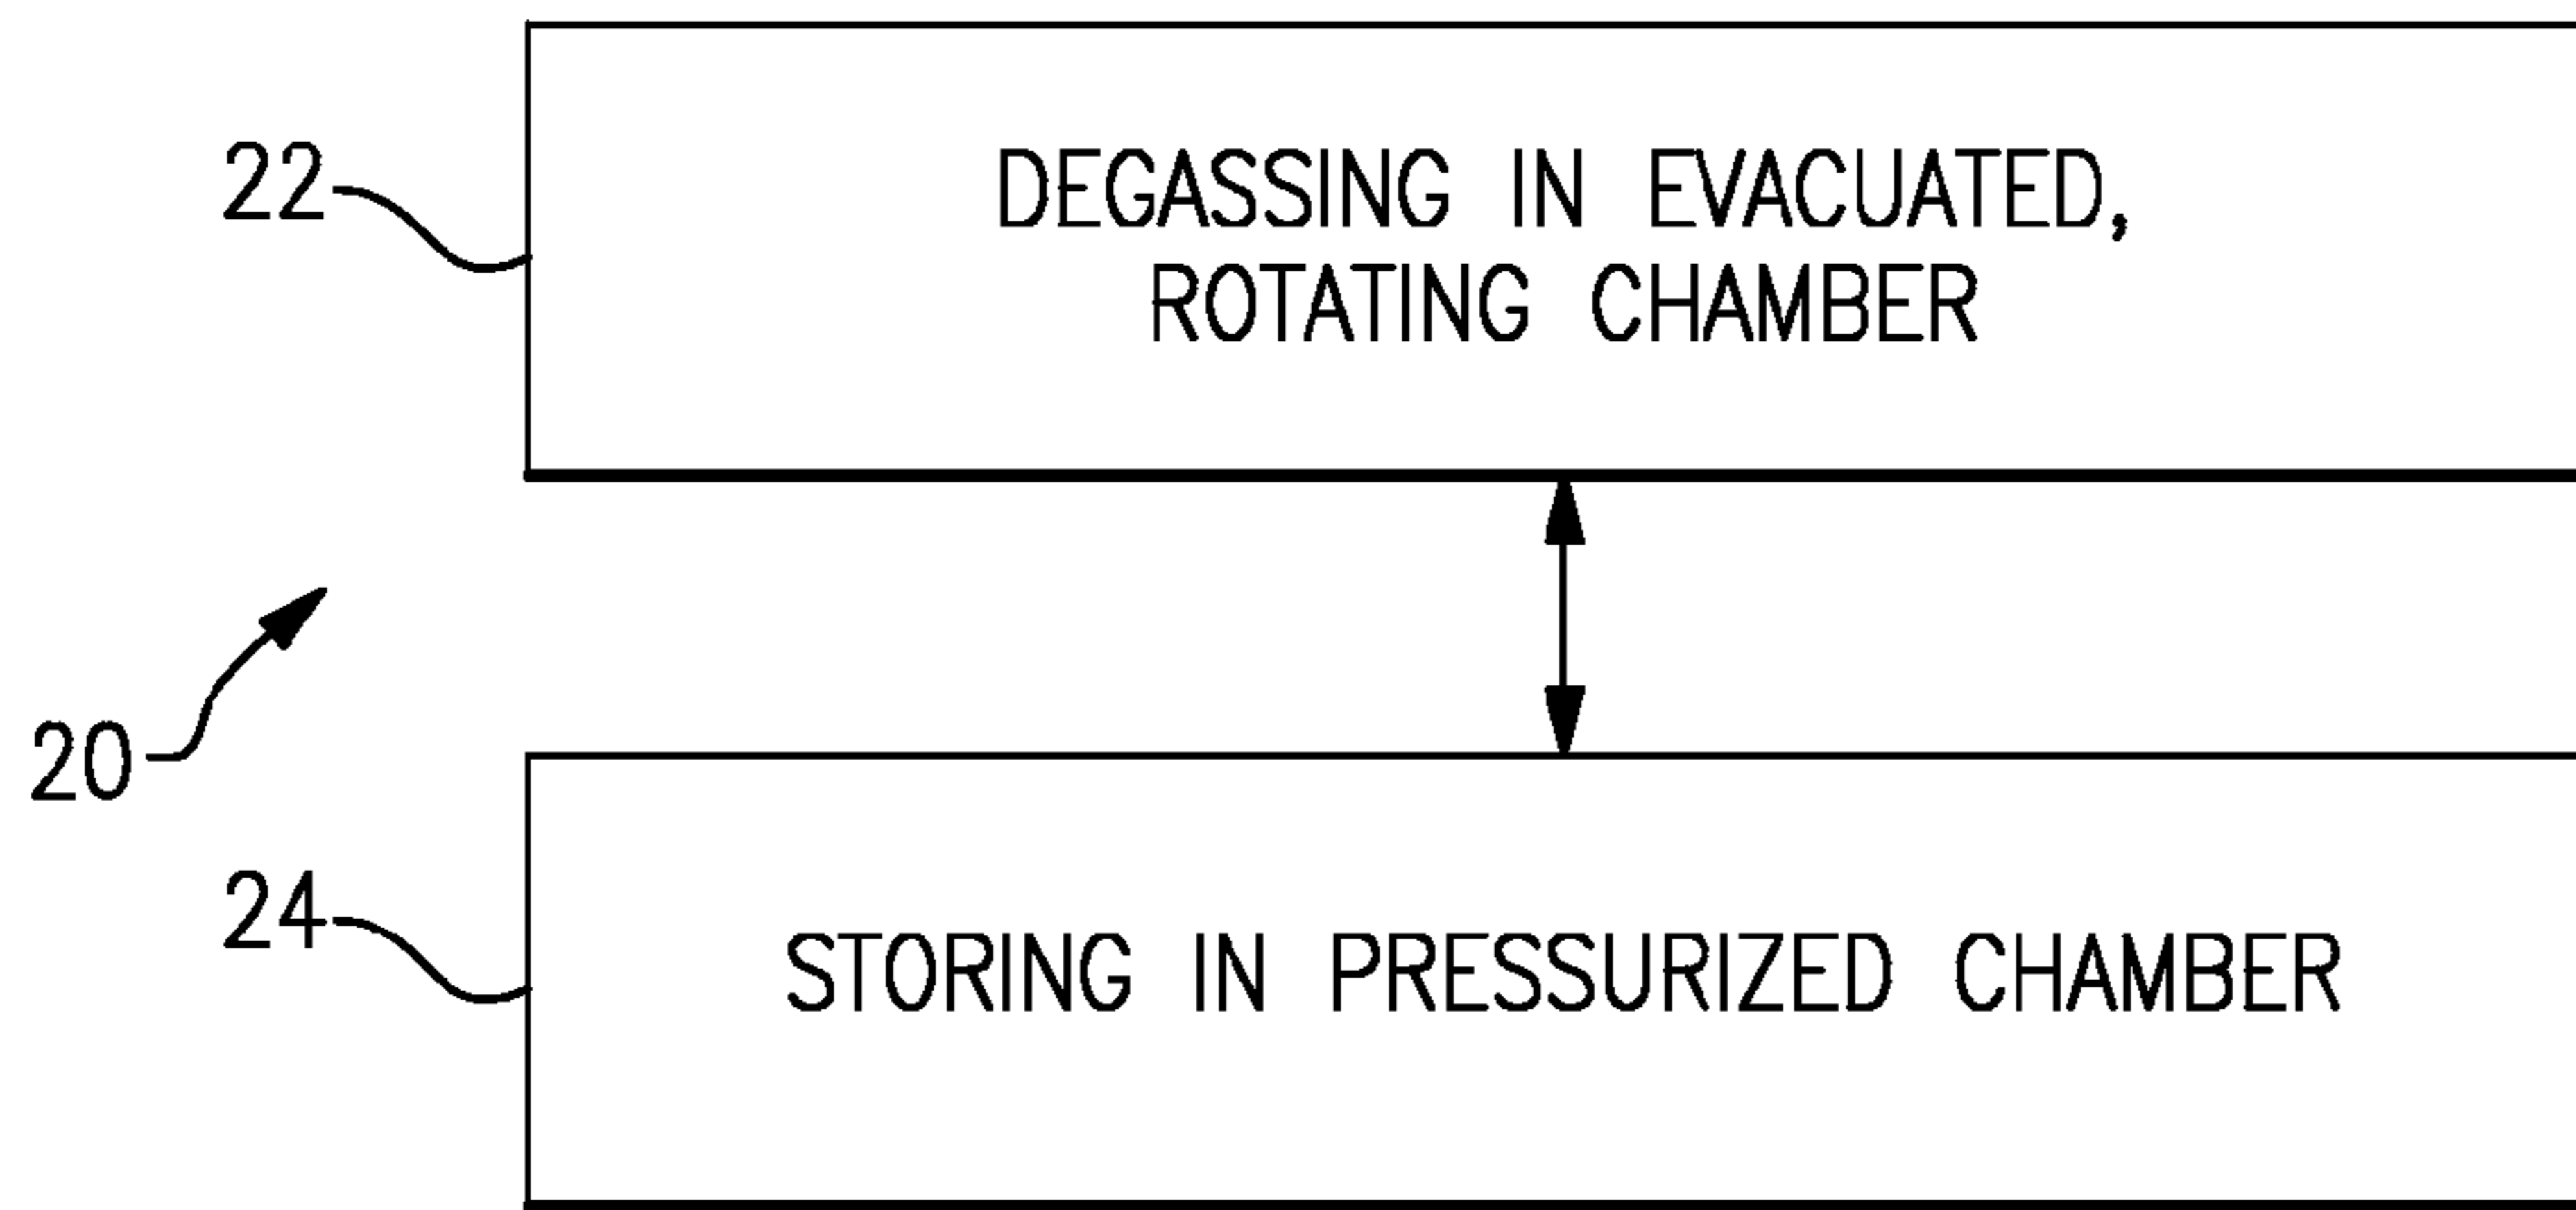 22
DEGASSING IN EVACUATED,
ROTATING CHAMBER
20
24
STORING IN PRESSURIZED CHAMBER